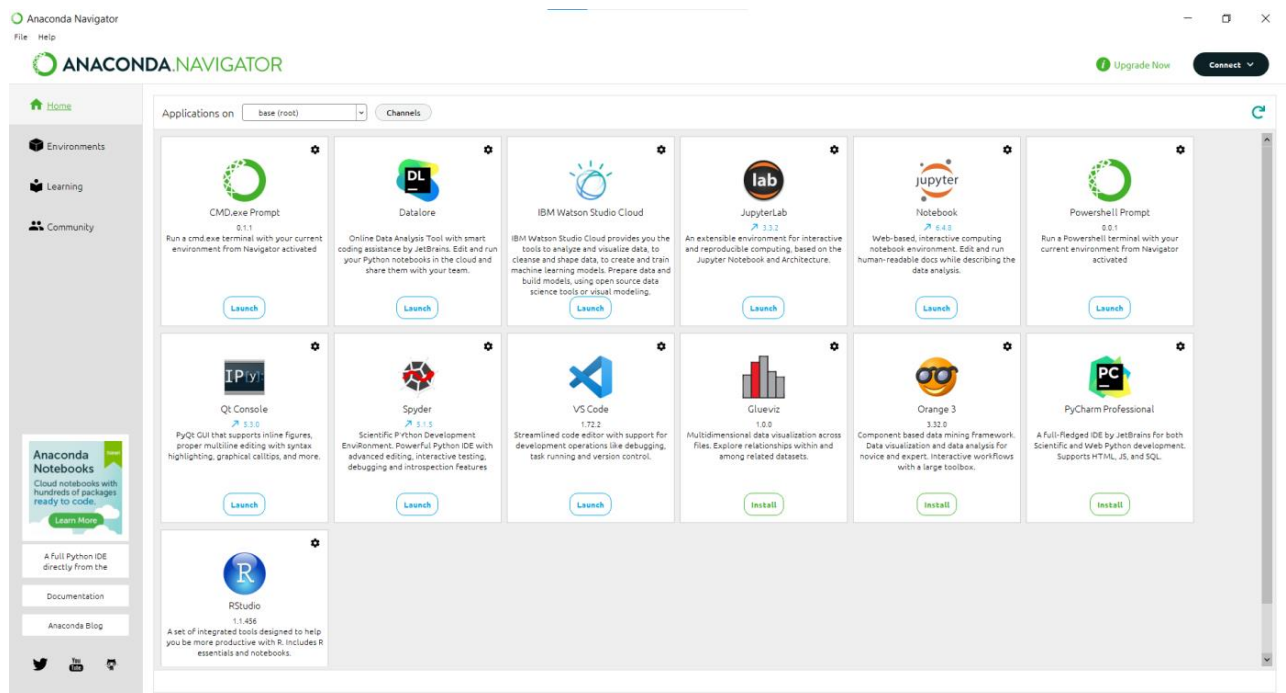 Anaconda Navigator
File Help
ANACONDA.NAVIGATOR
Upgrade Now
Connect
Home
Environments
Learning
Community
Applications on base (root) Channels
CMD.exe Prompt
0.1.1
Run a cmd.exe terminal with your current
environment from Navigator activated
Launch
DL
Datalore
Online Data Analysis Tool with smart
coding assistance by JetBrains. Edit and run
your Python notebooks in the cloud and
share them with your team.
Launch
IBM Watson Studio Cloud
IBM Watson Studio Cloud provides you the
tools to analyze and visualize data, to
cleanse and shape data, to create and train
machine learning models. Prepare data and
build models, using open source data
science tools or visual modeling.
Launch
lab
JupyterLab
3.3.2
An extensible environment for interactive
and reproducible computing, based on the
Jupyter Notebook and Architecture.
Launch
jupyter
Notebook
6.4.8
Web-based, interactive computing
notebook environment. Edit and run
human-readable docs while describing the
data analysis.
Launch
Powershell Prompt
0.0.1
Run a Powershell terminal with your
current environment from Navigator
activated
Launch
IP[y]:
Qt Console
5.3.0
PyQt GUI that supports inline figures,
proper multiline editing with syntax
highlighting, graphical calltips, and more.
Launch
Spyder
5.1.5
Scientific PYthon Development
EnviRonment. Powerful Python IDE with
advanced editing, interactive testing,
debugging and introspection features
Launch
VS Code
1.72.2
Streamlined code editor with support for
development operations like debugging,
task running and version control.
Launch
Glueviz
1.0.0
Multidimensional data visualization across
files. Explore relationships within and
among related datasets.
Install
Orange 3
3.32.0
Component based data mining framework.
Data visualization and data analysis for
novice and expert. Interactive workflows
with a large toolbox.
Install
PC
PyCharm Professional
A full-fledged IDE by JetBrains for both
Scientific and Web Python development.
Supports HTML, JS, and SQL.
Install
R
RStudio
1.1.456
A set of integrated tools designed to help
you be more productive with R. Includes R
essentials and notebooks.
New!
Anaconda
Notebooks
Cloud notebooks with
hundreds of packages
ready to code.
Learn More
A full Python IDE
directly from the
Documentation
Anaconda Blog
You
Tube